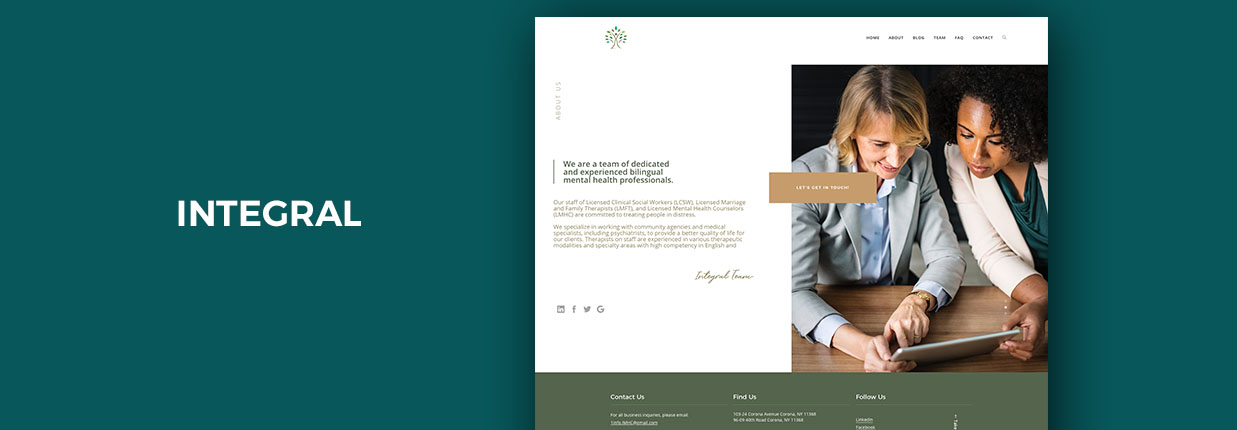 INTEGRAL
HOME ABOUT BLOG TEAM FAQ CONTACT
ABOUT US
We are a team of dedicated
and experienced bilingual
mental health professionals.
Our staff of Licensed Clinical Social Workers (LCSW), Licensed Marriage
and Family Therapists (LMFT), and Licensed Mental Health Counselors
(LMHC) are committed to treating people in distress.
We specialize in working with community agencies and medical
specialists, including psychiatrists, to provide a better quality of life for
our clients. Therapists on staff are experienced in various therapeutic
modalities and specialty areas with high competency in English and
Integral Team
LET'S GET IN TOUCH!
Contact Us
For all business inquiries, please email:
Find Us
103-24 Corona Avenue Corona, NY 11368
96-09 49th Road Corona, NY 11368
Follow Us
LinkedIn
Facebook